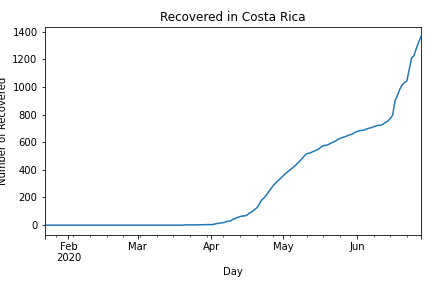 Recovered in Costa Rica
Number of Recovered
1400
1200
1000
800
600
400
200
0
Feb
2020
Mar
Apr
May
Jun
Day